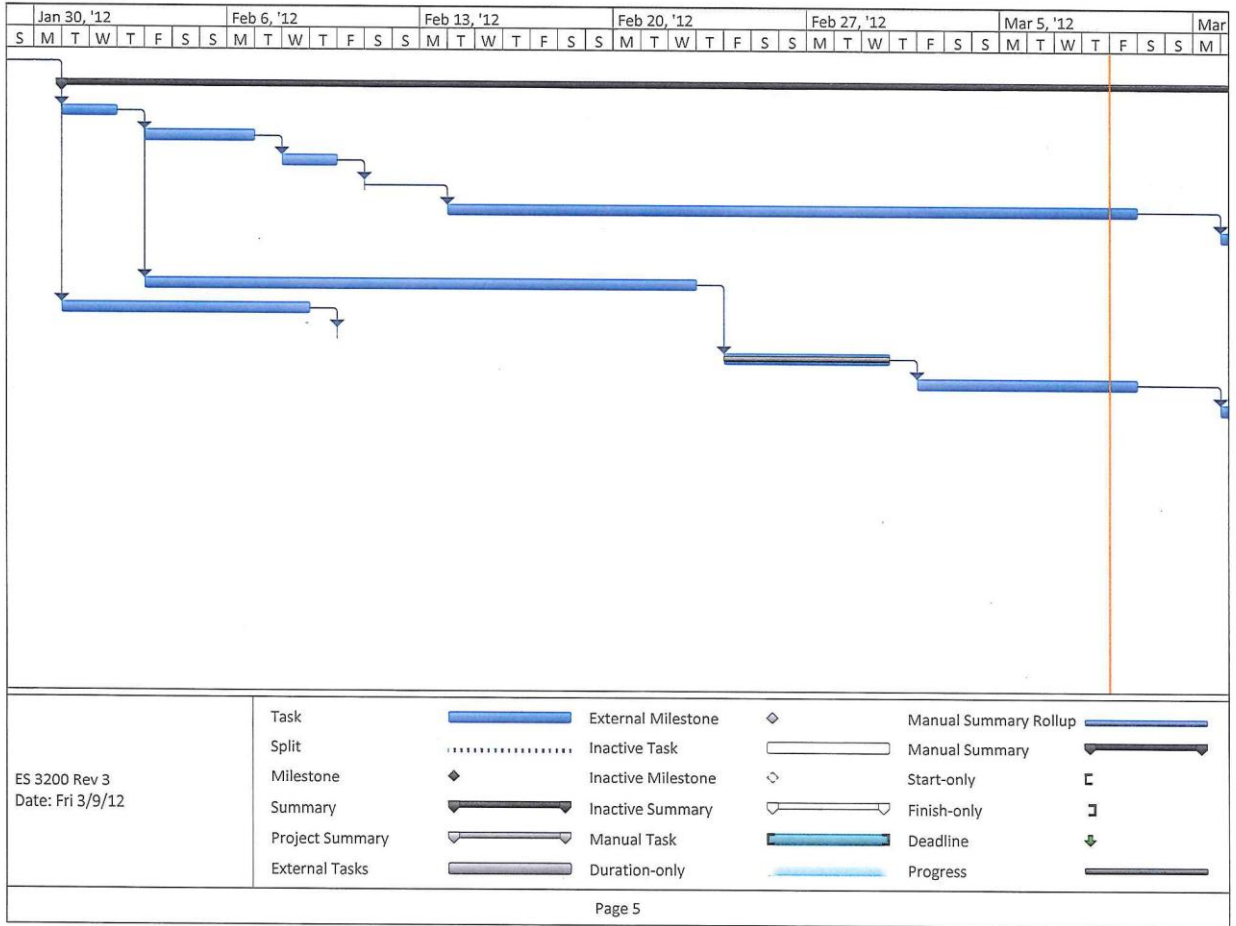 Jan 30, '12 Feb 6, '12 Feb 13, '12 Feb 20, '12 Feb 27, '12 Mar 5, '12 Mar
S M T W T F S S M T W T F S S M T W T F S S M T W T F S S M T W T F S S M T W T F S S M
Task External Milestone Manual Summary Rollup
Split Inactive Task Manual Summary
ES 3200 Rev 3 Milestone Inactive Milestone Start-only
Date: Fri 3/9/12 Summary Inactive Summary Finish-only
Project Summary Manual Task Deadline
External Tasks Duration-only Progress
Page 5